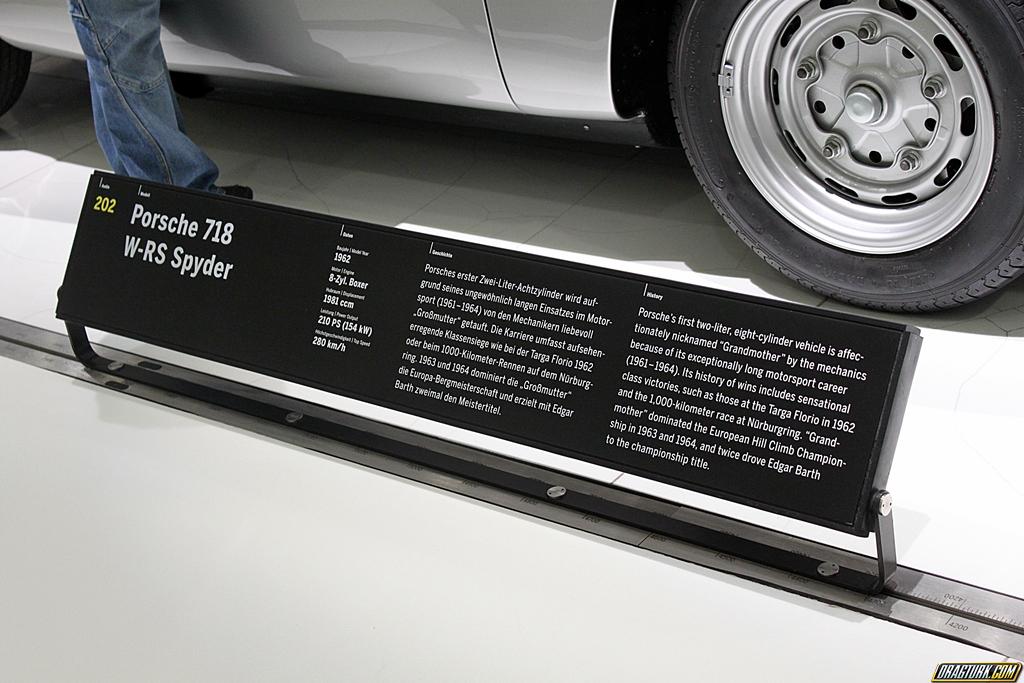 Audio
202
Modell
Porsche 718
W-RS Spyder
Daten
Baujahr | Model Year
1962
Motor | Engine
8-Zyl. Boxer
Hubraum | Displacement
1981 ccm
Leistung | Power Output
210 PS (154 kW)
Höchstgeschwindigkeit | Top Speed
280 km/h
Geschichte
Porsches erster Zwei-Liter-Achtzylinder wird auf-
grund seines ungewöhnlich langen Einsatzes im Motor-
sport (1961–1964) von den Mechanikern liebevoll
„Großmutter“ getauft. Die Karriere umfasst aufsehen-
erregende Klassensiege wie bei der Targa Florio 1962
oder beim 1000-Kilometer-Rennen auf dem Nürburg-
ring. 1963 und 1964 dominiert die „Großmutter“
die Europa-Bergmeisterschaft und erzielt mit Edgar
Barth zweimal den Meistertitel.
History
Porsche's first two-liter, eight-cylinder vehicle is affec-
tionately nicknamed “Grandmother” by the mechanics
because of its exceptionally long motorsport career
(1961–1964). Its history of wins includes sensational
class victories, such as those at the Targa Florio in 1962
and the 1,000-kilometer race at Nürburgring. “Grand-
mother” dominated the European Hill Climb Champion-
ship in 1963 and 1964, and twice drove Edgar Barth
to the championship title.
4200
4200
DRAGTURK.COM